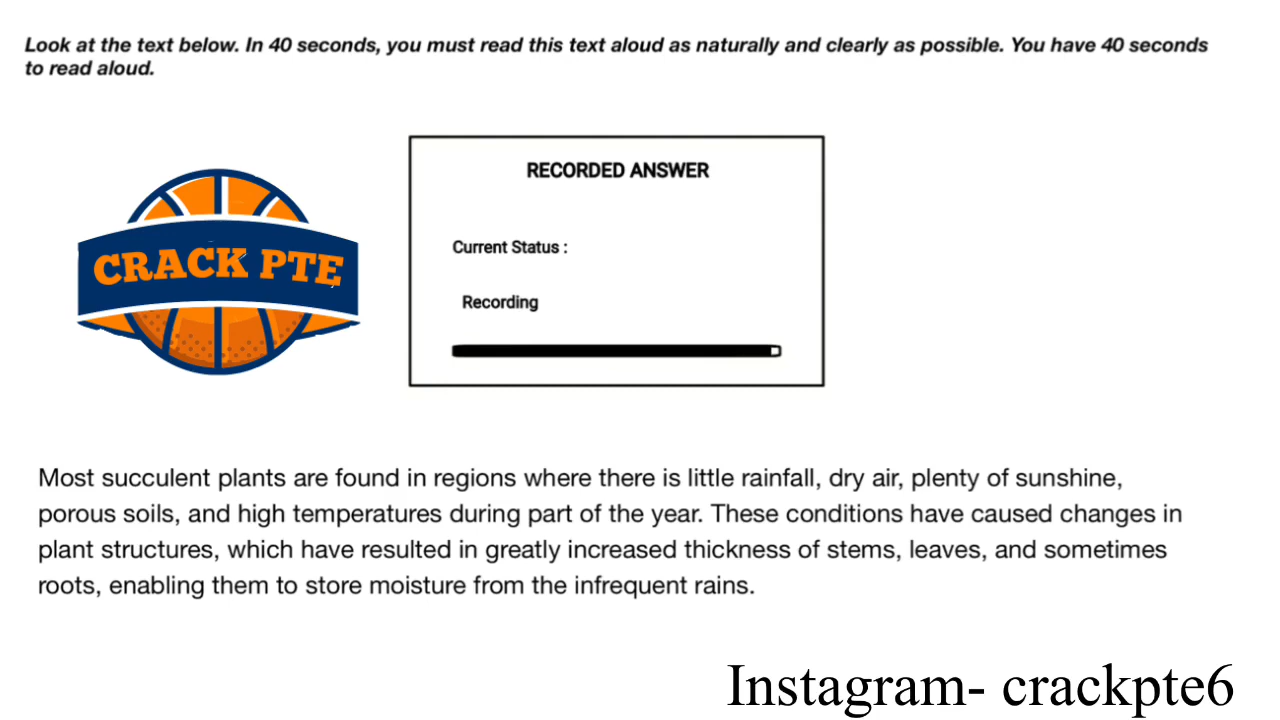 Look at the text below. In 40 seconds, you must read this text aloud as naturally and clearly as possible. You have 40 seconds
to read aloud.
RECORDED ANSWER
CRACK PTE
Current Status :
Recording
Most succulent plants are found in regions where there is little rainfall, dry air, plenty of sunshine,
porous soils, and high temperatures during part of the year. These conditions have caused changes in
plant structures, which have resulted in greatly increased thickness of stems, leaves, and sometimes
roots, enabling them to store moisture from the infrequent rains.
Instagram- crackpte6